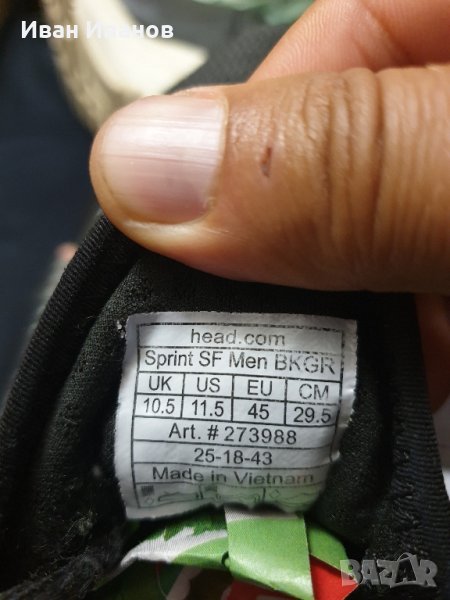 Иван Иванов
head.com
Sprint SF Men BKGR
UK US EU CM
10.5 11.5 45 29.5
Art. # 273988
25-18-43
Made in Vietnam
BAZAR